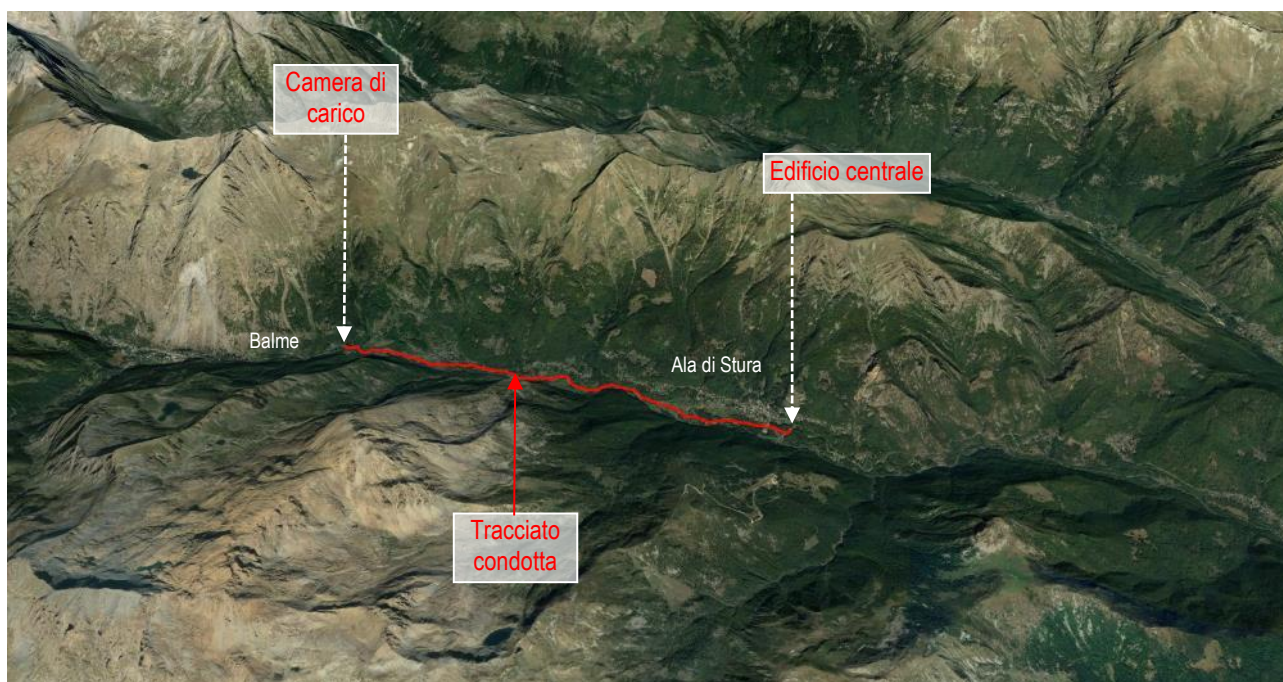 Camera di
carico
Edificio centrale
Balme
Ala di Stura
Tracciato
condotta